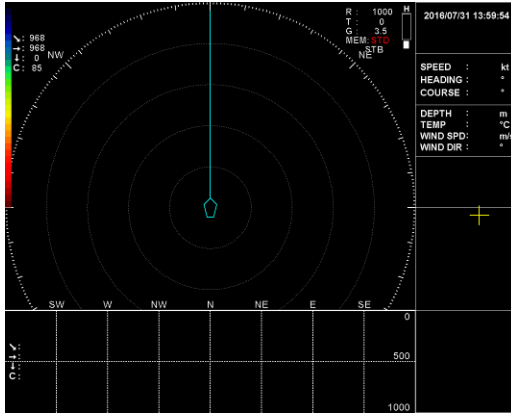 R : 1000
T : 0
G : 3.5
MEM:STD
STB
H
2016/07/31 13:59:54
↘ : 968
→ : 968
↓ : 0
C : 85
NW
NE
SPEED : kt
HEADING : °
COURSE : °
DEPTH : m
TEMP : °C
WIND SPD: m/s
WIND DIR : °
SW W NW N NE E SE
0
↘ :
→ :
↓ :
C :
500
1000